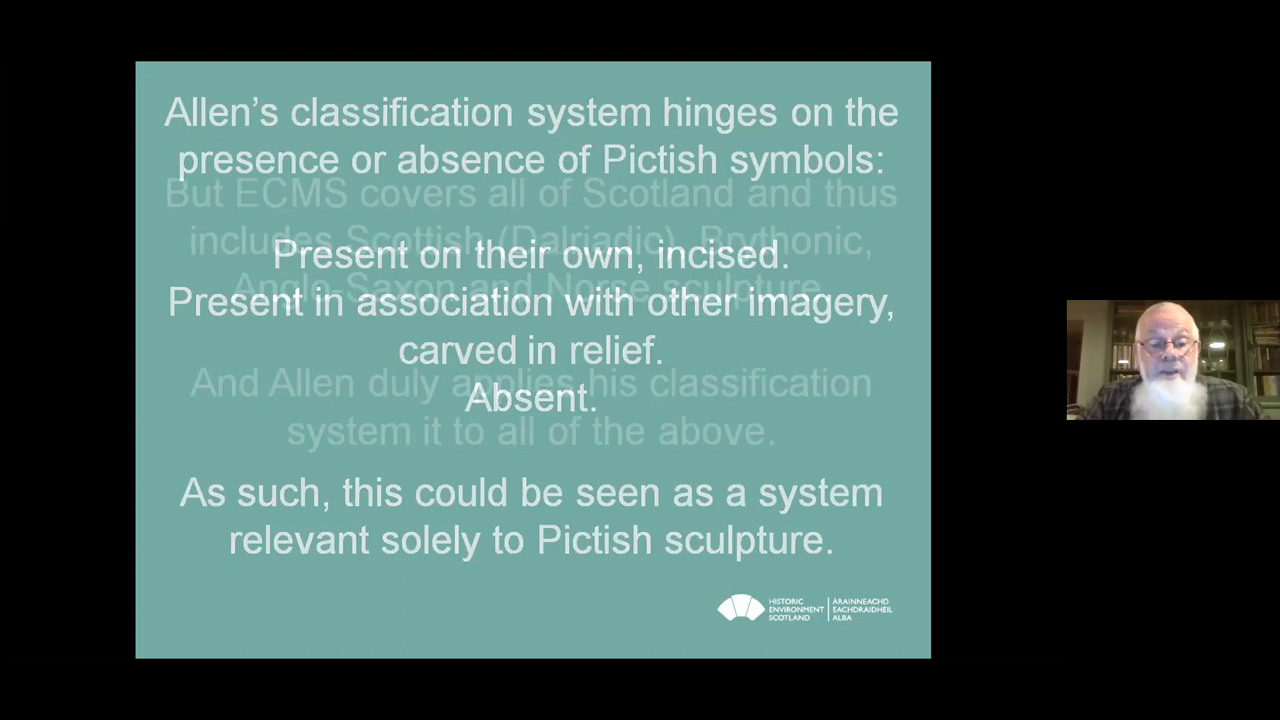 Allen's classification system hinges on the
presence or absence of Pictish symbols:
But ECMS covers all of Scotland and thus
includes Scottish (Dalriadic), Brythonic,
Present on their own, incised.
Anglo-Saxon and Norse sculpture.
Present in association with other imagery,
carved in relief.
And Allen duly applies his classification
Absent.
system it to all of the above.
As such, this could be seen as a system
relevant solely to Pictish sculpture.
HISTORIC
ENVIRONMENT
SCOTLAND
ÀRAINNEACHD
EACHDRAIDHEIL
ALBA